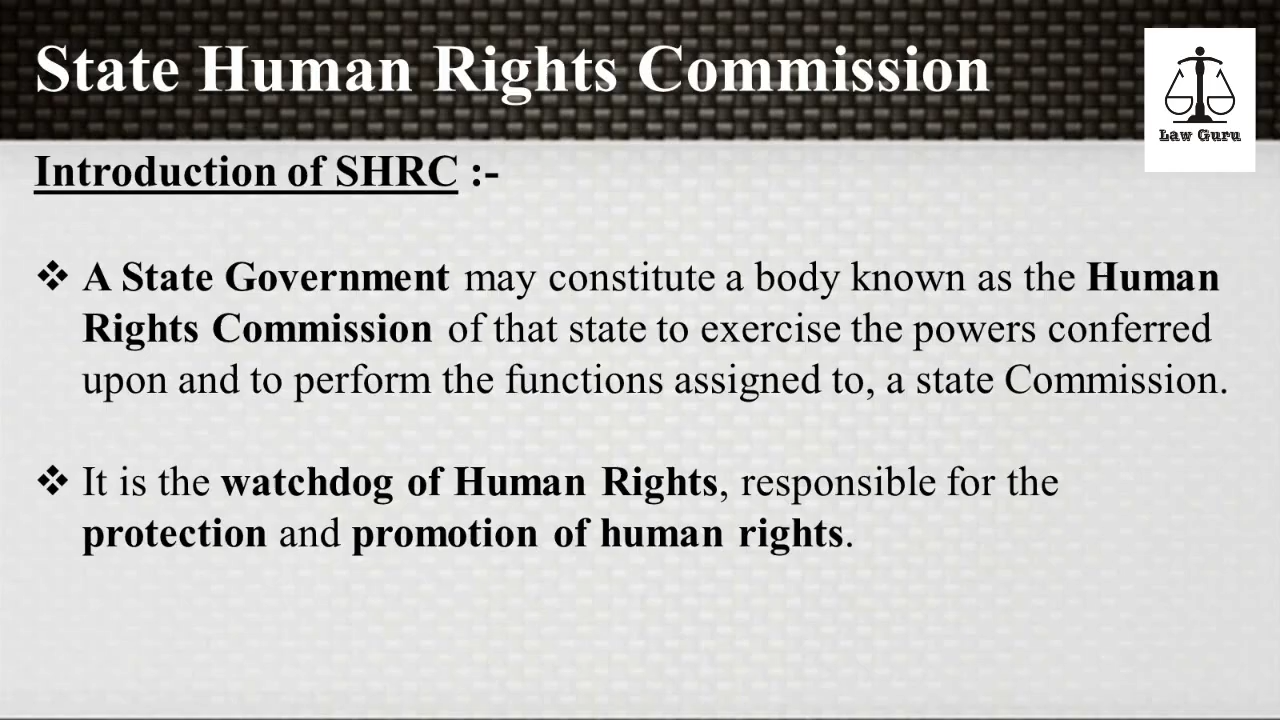 State Human Rights Commission
Law Guru
Introduction of SHRC :-
❖ A State Government may constitute a body known as the Human
Rights Commission of that state to exercise the powers conferred
upon and to perform the functions assigned to, a state Commission.
❖ It is the watchdog of Human Rights, responsible for the
protection and promotion of human rights.